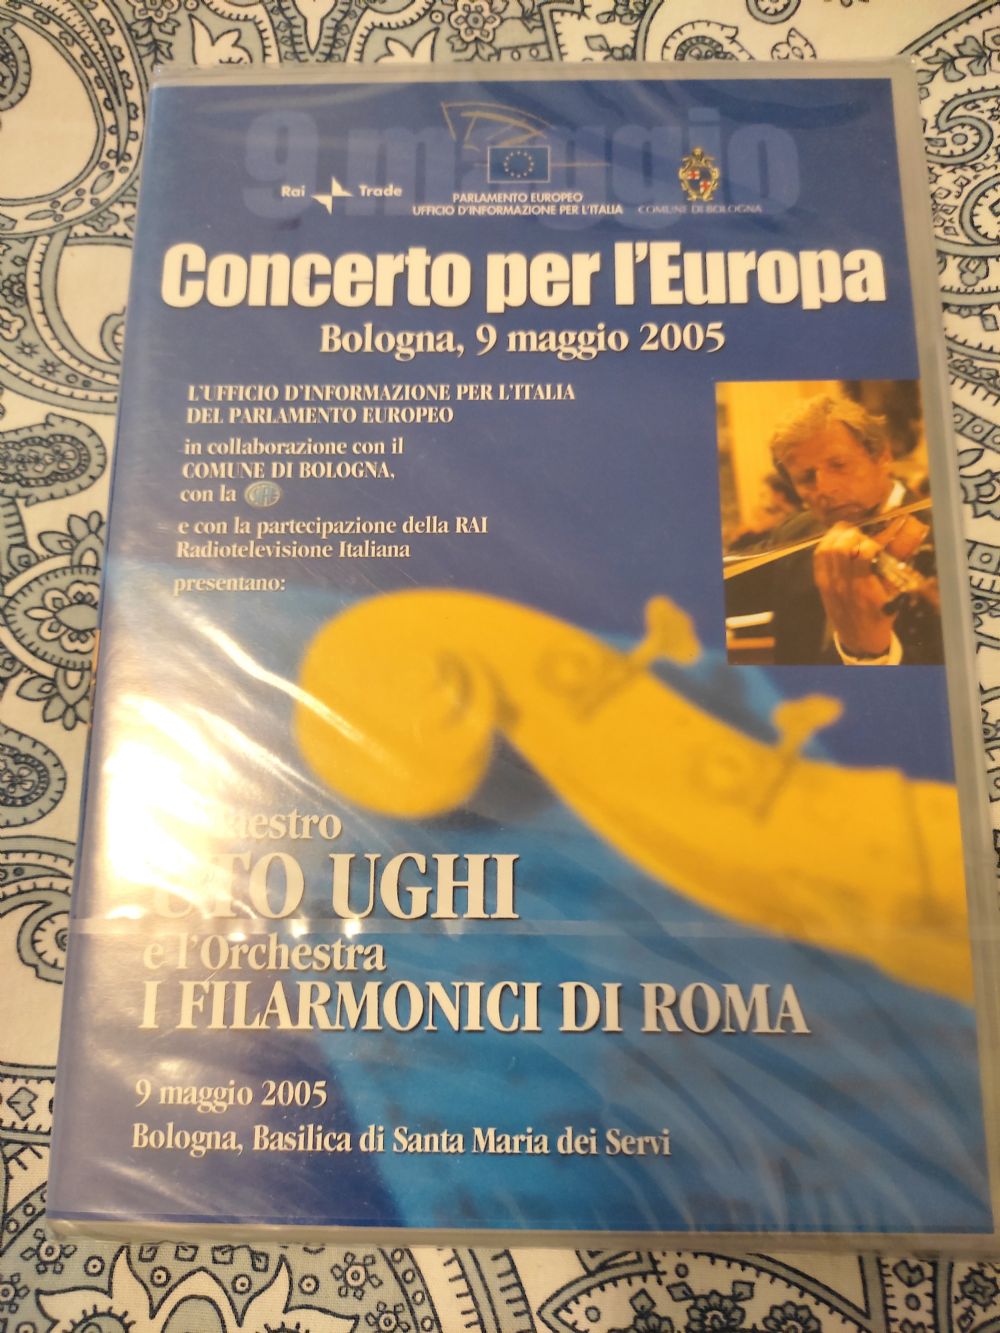 9 maggio
Rai Trade
PARLAMENTO EUROPEO
UFFICIO D'INFORMAZIONE PER L'ITALIA
COMUNE DI BOLOGNA
Concerto per l'Europa
Bologna, 9 maggio 2005
L'UFFICIO D'INFORMAZIONE PER L'ITALIA
DEL PARLAMENTO EUROPEO
in collaborazione con il
COMUNE DI BOLOGNA,
con la
e con la partecipazione della RAI
Radiotelevisione Italiana
presentano:
UTO UGHI
e l'Orchestra
I FILARMONICI DI ROMA
9 maggio 2005
Bologna, Basilica di Santa Maria dei Servi